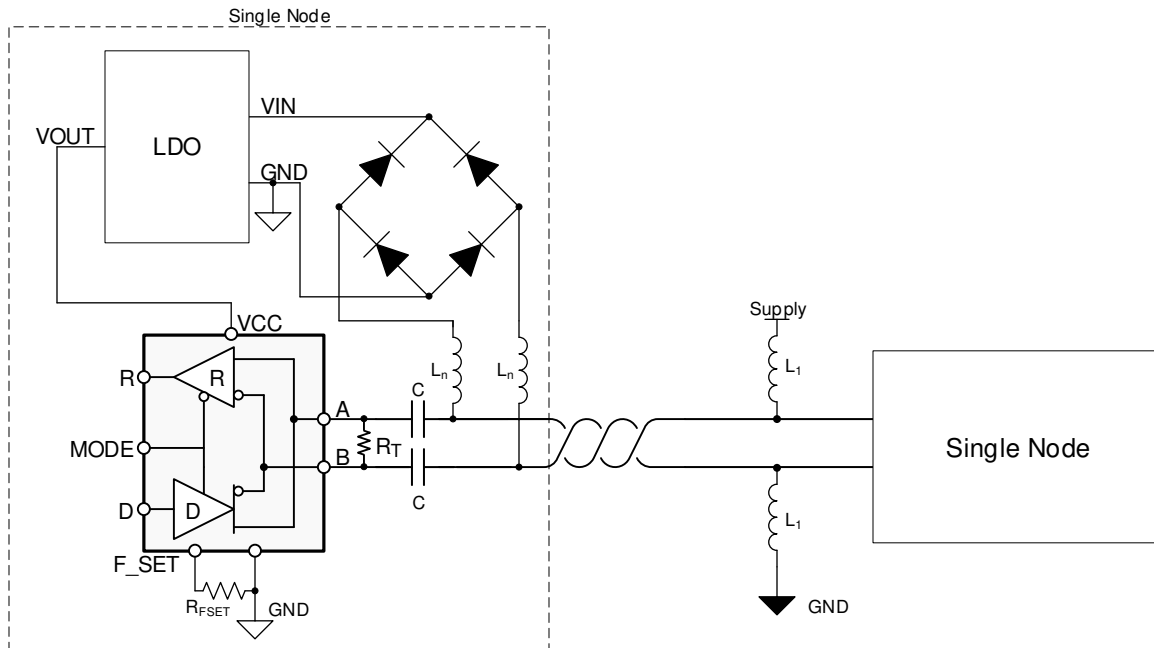 Single Node
VIN
VOUT
LDO
GND
Supply
VCC
L1
Ln
Ln
R
R
C
A
MODE
RT
Single Node
B
D
D
C
L1
F_SET
RFSET
GND
GND